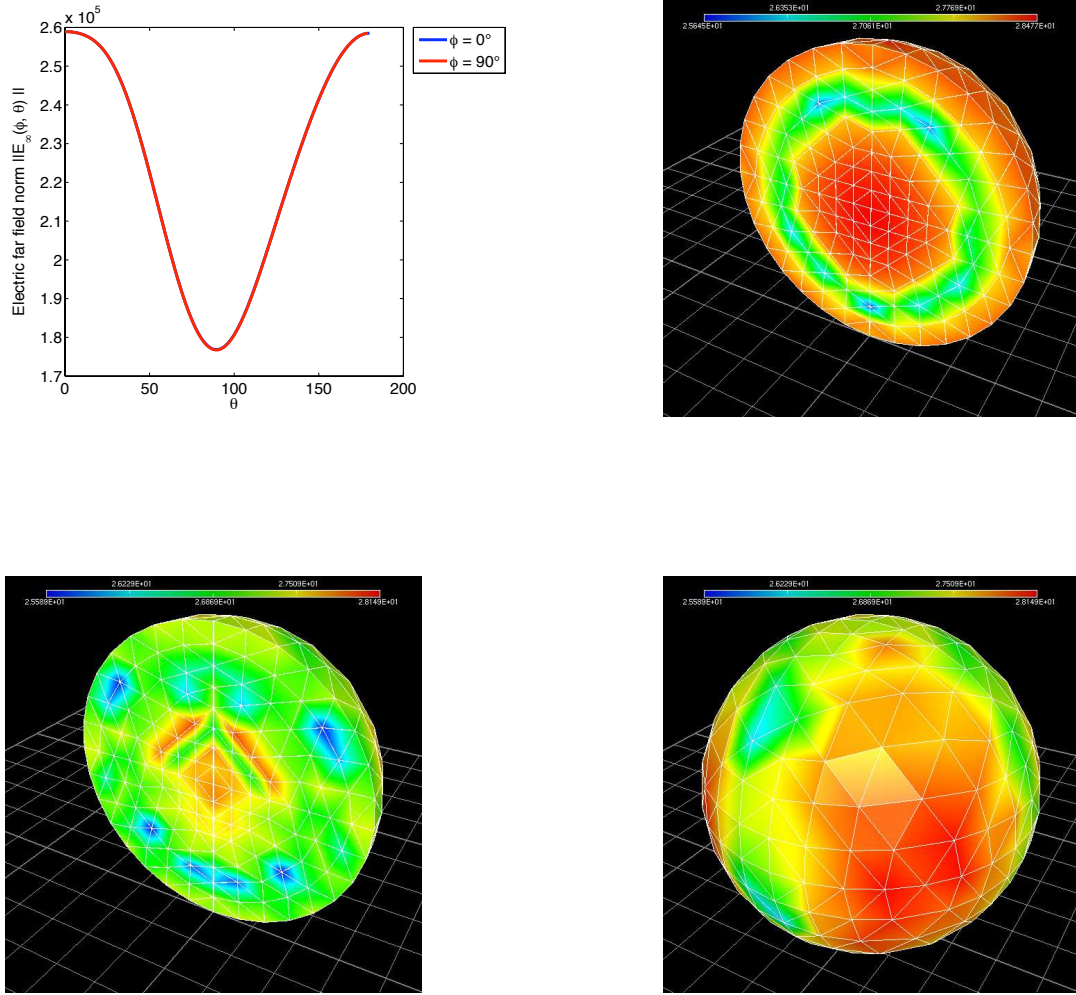 2.6 x 10⁵
2.5
2.4
2.3
2.2
2.1
2
1.9
1.8
1.7
0 50 100 150 200
θ
Electric far field norm ||E∞(ϕ, θ) ||
ϕ = 0°
ϕ = 90°
2.6353E+01 2.7769E+01
2.5645E+01 2.7061E+01 2.8477E+01
2.6229E+01 2.7509E+01
2.5589E+01 2.6869E+01 2.8149E+01
2.6229E+01 2.7509E+01
2.5589E+01 2.6869E+01 2.8149E+01